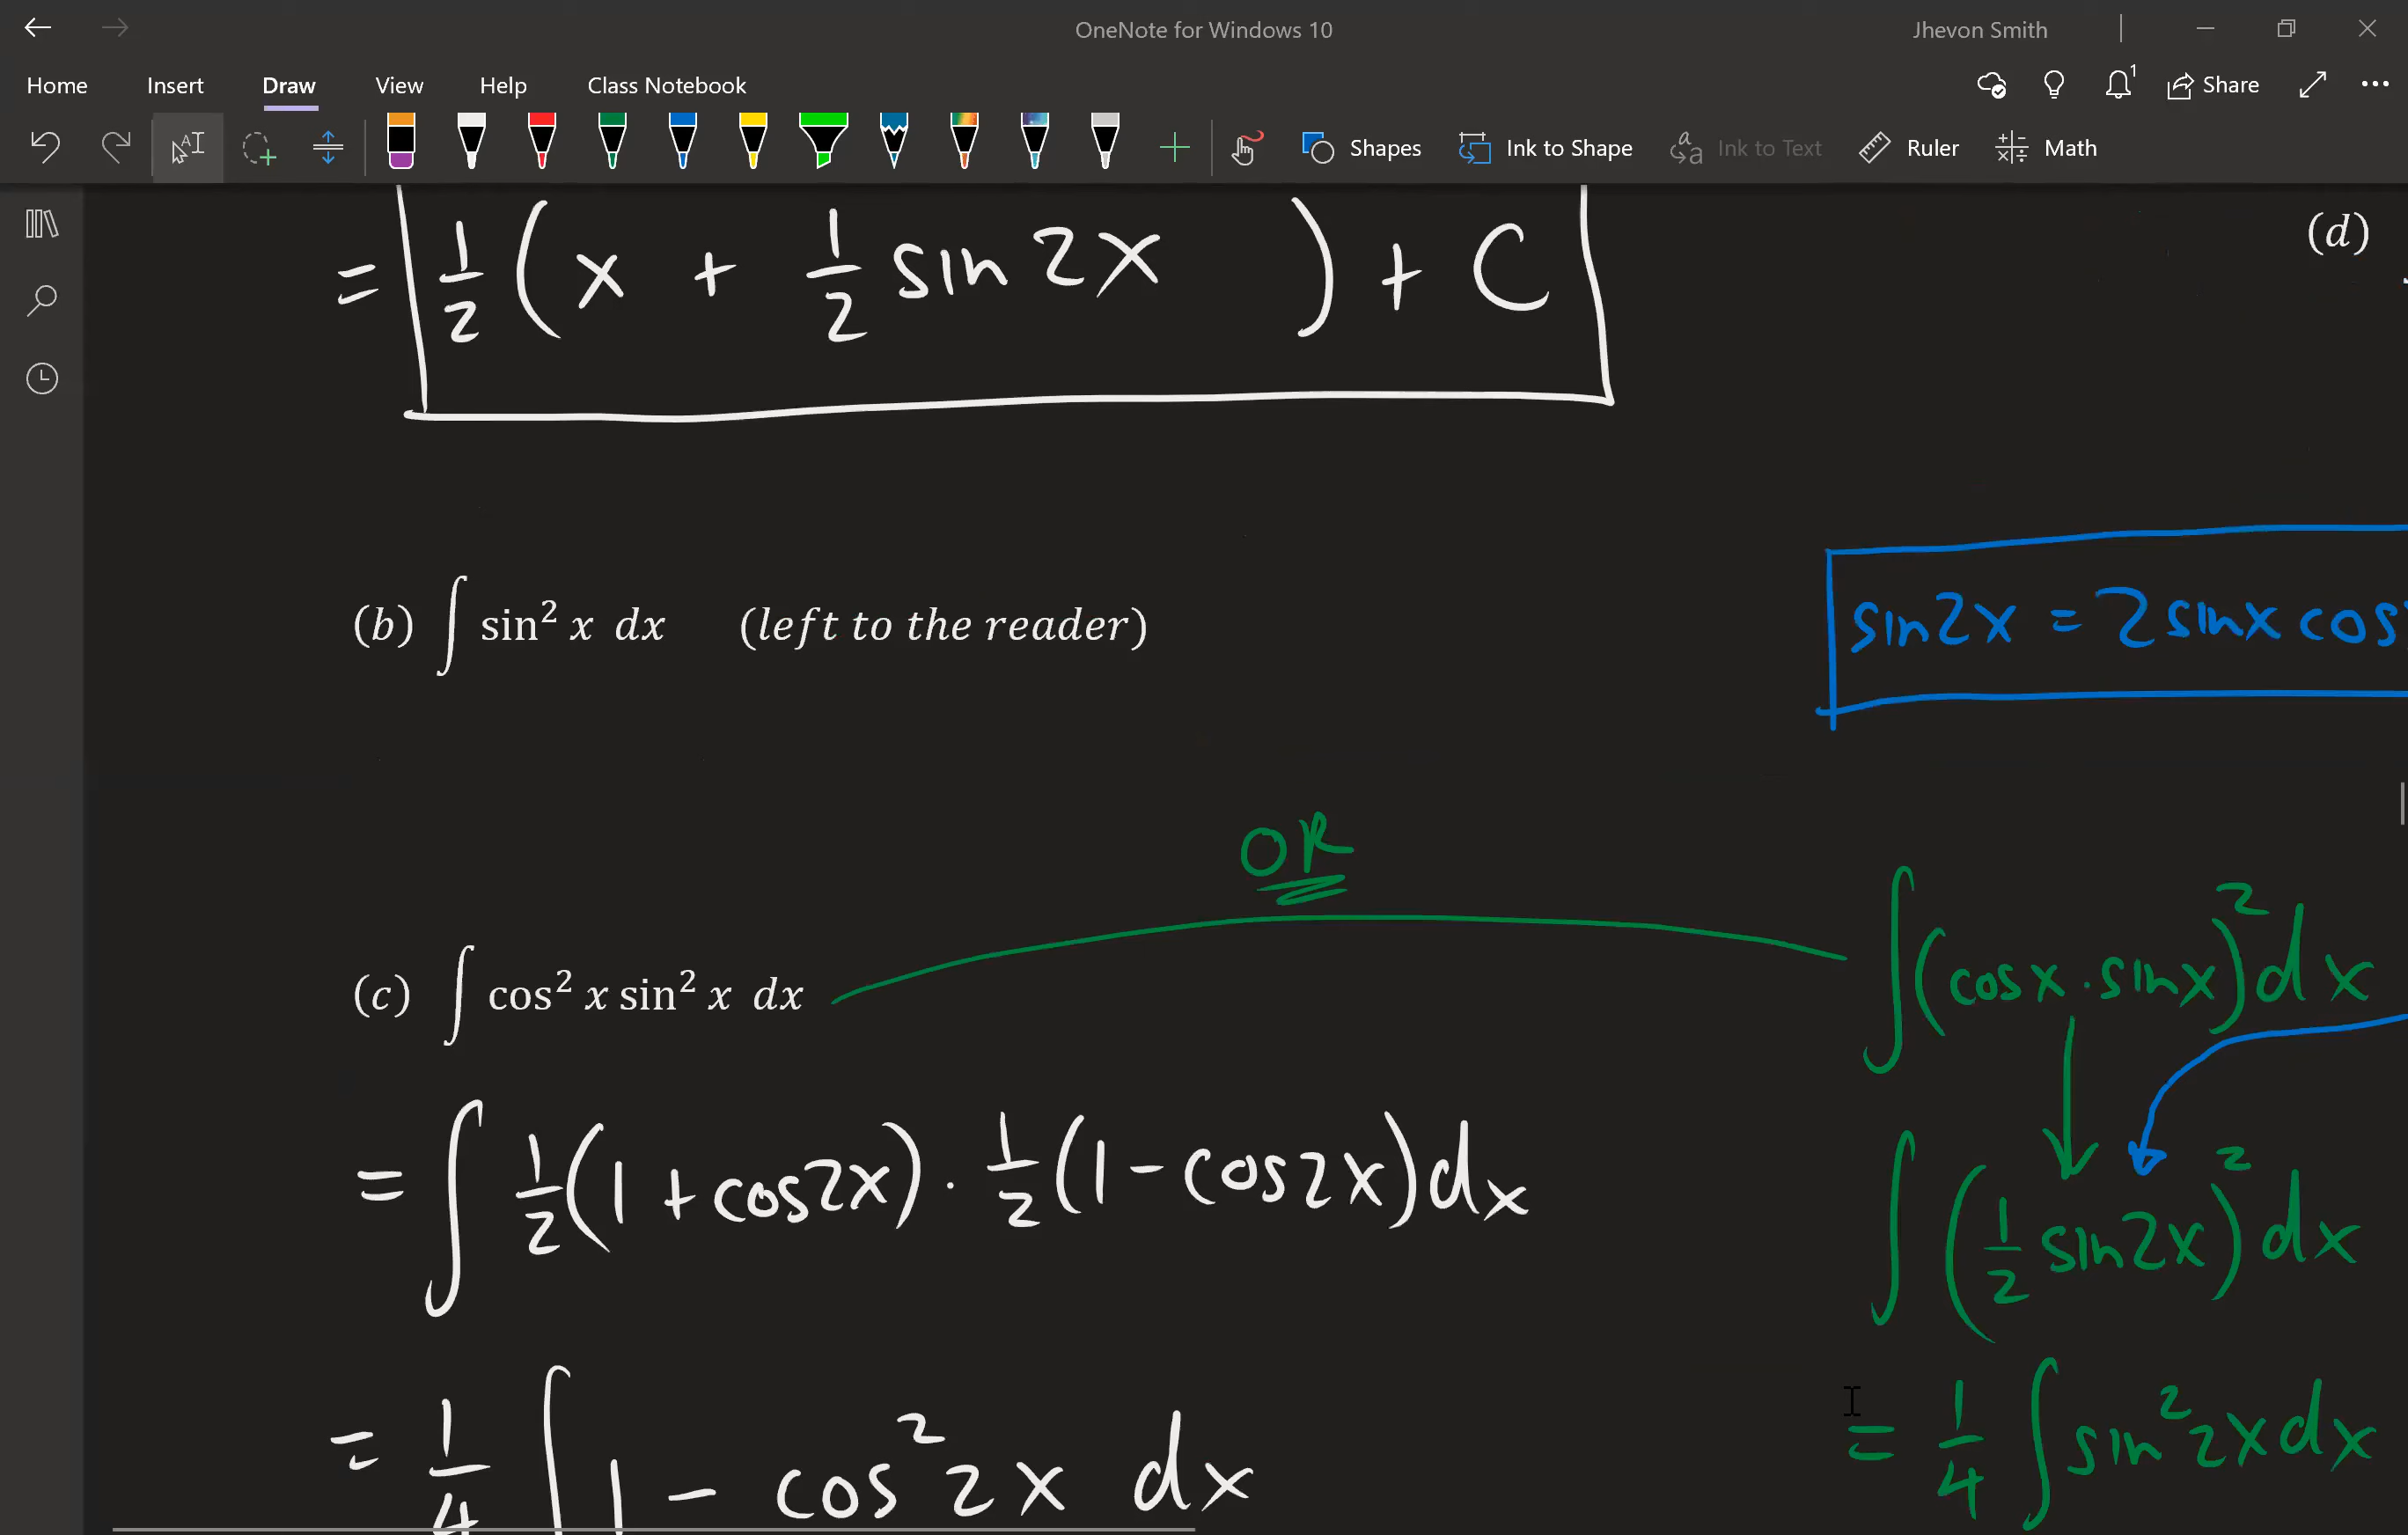 OneNote for Windows 10
Jhevon Smith
Home Insert Draw View Help Class Notebook
1 Share
Shapes Ink to Shape Ink to Text Ruler Math
= 1/2 (x + 1/2 sin 2x ) + C
(d)
(b) ∫ sin² x dx (left to the reader)
sin2x = 2 sinx cos
OR
(c) ∫ cos² x sin² x dx
= ∫ 1/2 (1 + cos2x) · 1/2 (1 - cos2x) dx
= 1/4 ∫ 1 - cos² 2x dx
∫ (cosx · sinx)² dx
∫ (1/2 sin2x)² dx
= 1/4 ∫ sin² 2x dx